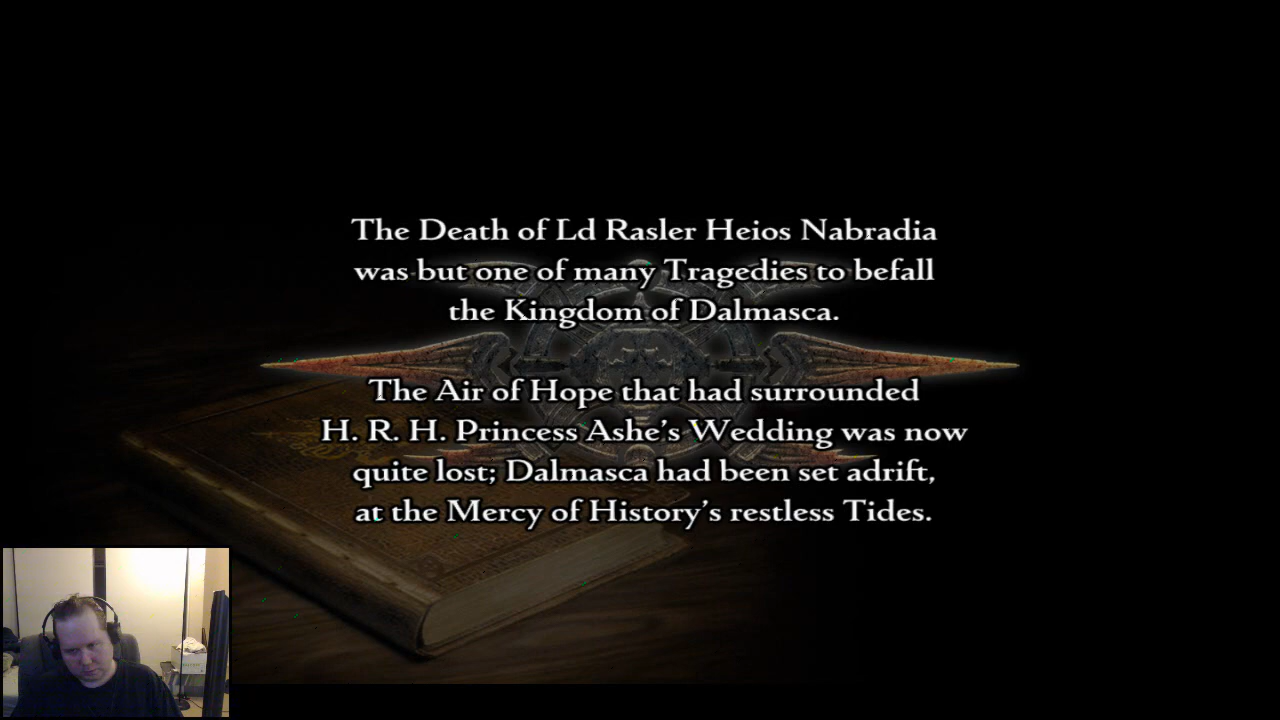 The Death of Ld Rasler Heios Nabradia
was but one of many Tragedies to befall
the Kingdom of Dalmasca.
The Air of Hope that had surrounded
H. R. H. Princess Ashe's Wedding was now
quite lost; Dalmasca had been set adrift,
at the Mercy of History's restless Tides.